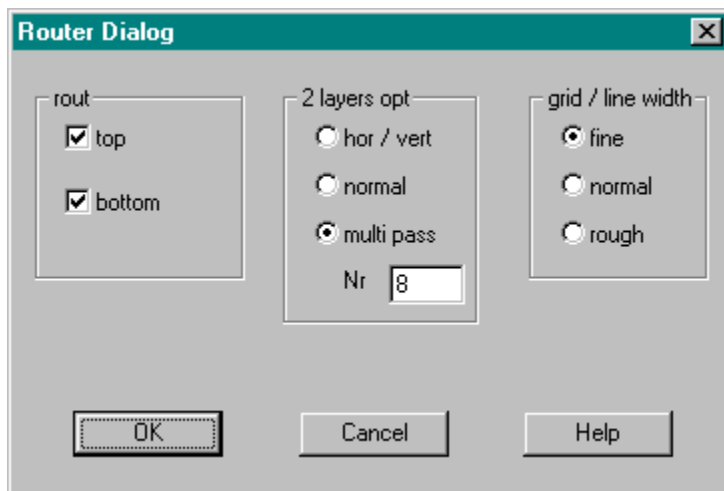 Router Dialog
rout
top
bottom
2 layers opt
hor / vert
normal
multi pass
Nr 8
grid / line width
fine
normal
rough
OK
Cancel
Help